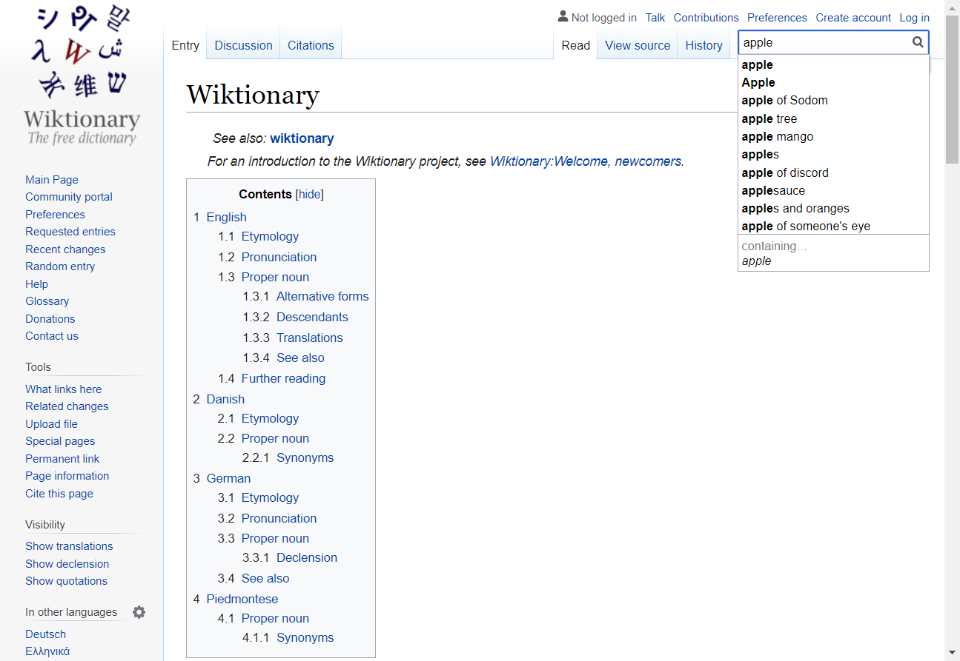 シ אַל 말
λ W ش
維 श
Wiktionary
The free dictionary
Main Page
Community portal
Preferences
Requested entries
Recent changes
Random entry
Help
Glossary
Donations
Contact us
Tools
What links here
Related changes
Upload file
Special pages
Permanent link
Page information
Cite this page
Visibility
Show translations
Show declension
Show quotations
In other languages
Deutsch
Ελληνικά
Not logged in Talk Contributions Preferences Create account Log in
Entry Discussion Citations Read View source History apple
Wiktionary
See also: wiktionary
For an introduction to the Wiktionary project, see Wiktionary:Welcome, newcomers.
Contents [hide]
1 English
1.1 Etymology
1.2 Pronunciation
1.3 Proper noun
1.3.1 Alternative forms
1.3.2 Descendants
1.3.3 Translations
1.3.4 See also
1.4 Further reading
2 Danish
2.1 Etymology
2.2 Proper noun
2.2.1 Synonyms
3 German
3.1 Etymology
3.2 Pronunciation
3.3 Proper noun
3.3.1 Declension
3.4 See also
4 Piedmontese
4.1 Proper noun
4.1.1 Synonyms
apple
Apple
apple of Sodom
apple tree
apple mango
apples
apple of discord
applesauce
apples and oranges
apple of someone's eye
containing...
apple